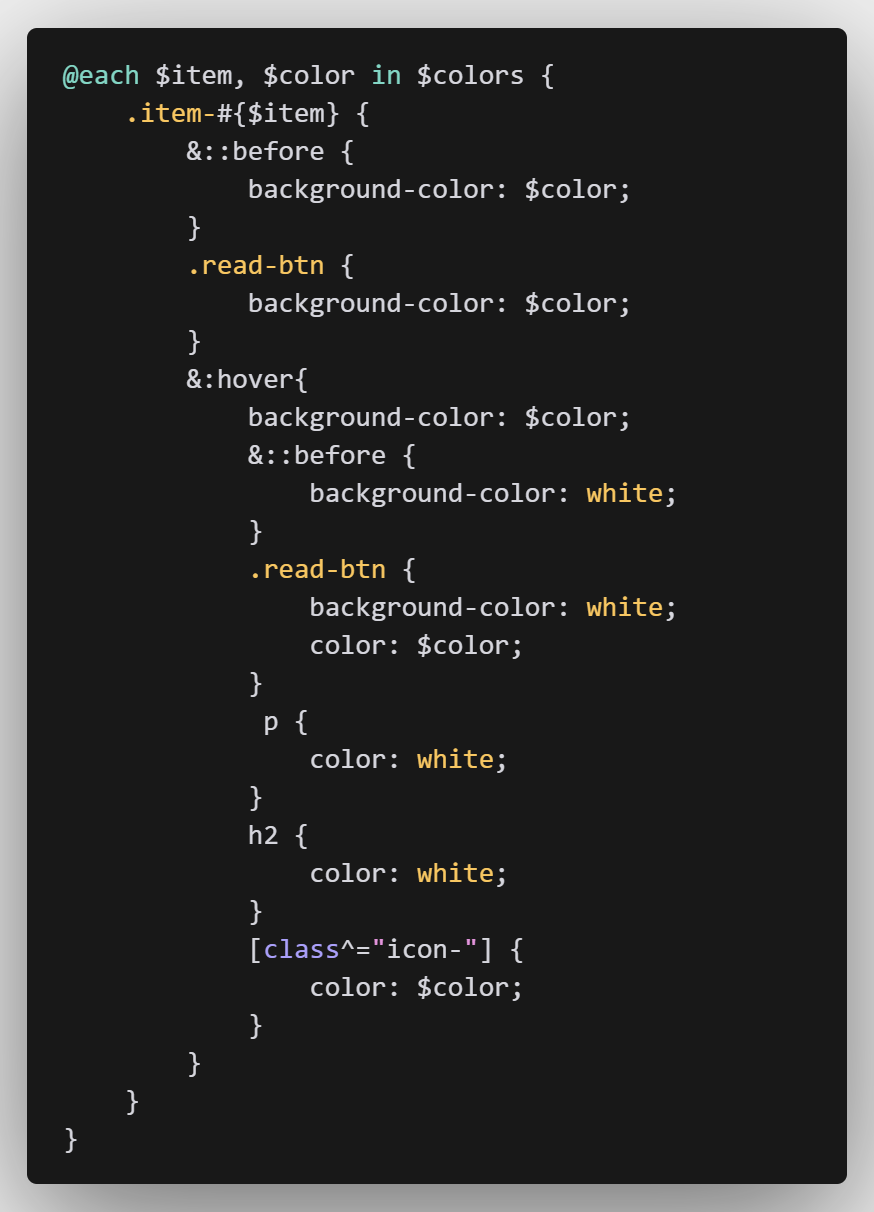 @each $item, $color in $colors {
    .item-#{$item} {
        &::before {
            background-color: $color;
        }
        .read-btn {
            background-color: $color;
        }
        &:hover{
            background-color: $color;
            &::before {
                background-color: white;
            }
            .read-btn {
                background-color: white;
                color: $color;
            }
             p {
                color: white;
            }
            h2 {
                color: white;
            }
            [class^="icon-"] {
                color: $color;
            }
        }
    }
}